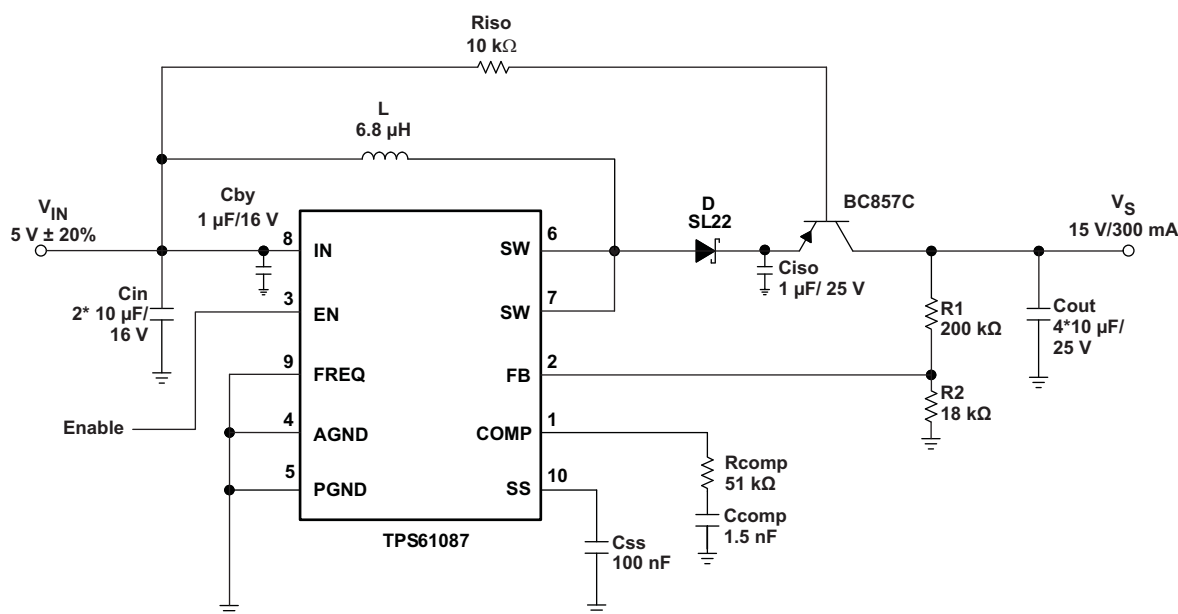 Riso
10 kΩ
L
6.8 µH
Cby
1 µF/16 V
V_IN
5 V ± 20%
Cin
2* 10 µF/
16 V
Enable
8
IN
3
EN
9
FREQ
4
AGND
5
PGND
6
SW
7
SW
2
FB
1
COMP
10
SS
TPS61087
D
SL22
BC857C
Ciso
1 µF/ 25 V
V_S
15 V/300 mA
R1
200 kΩ
Cout
4*10 µF/
25 V
R2
18 kΩ
Rcomp
51 kΩ
Ccomp
1.5 nF
Css
100 nF